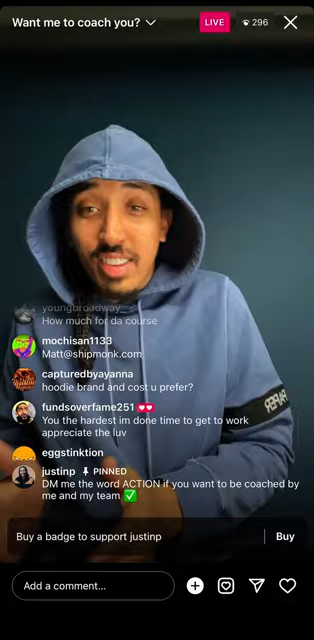 Want me to coach you?
LIVE
296
youngbroadway_
How much for da course
mochisan1133
Matt@shipmonk.com
capturedbyayanna
hoodie brand and cost u prefer?
fundsoverfame251
You the hardest im done time to get to work
appreciate the luv
eggstinktion
justinp PINNED
DM me the word ACTION if you want to be coached by
me and my team ✅
Buy a badge to support justinp
Buy
Add a comment...